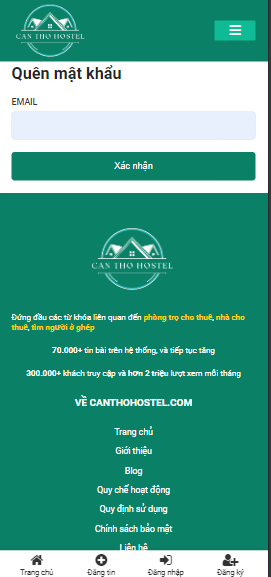 CAN THO HOSTEL
Quên mật khẩu
EMAIL
Xác nhận
CAN THO HOSTEL
Đứng đầu các từ khóa liên quan đến phòng trọ cho thuê, nhà cho
thuê, tìm người ở ghép
70.000+ tin bài trên hệ thống, và tiếp tục tăng
300.000+ khách truy cập và hơn 2 triệu lượt xem mỗi tháng
VỀ CANTHOHOSTEL.COM
Trang chủ
Giới thiệu
Blog
Quy chế hoạt động
Quy định sử dụng
Chính sách bảo mật
Liên hệ
Trang chủ
Đăng tin
Đăng nhập
Đăng ký